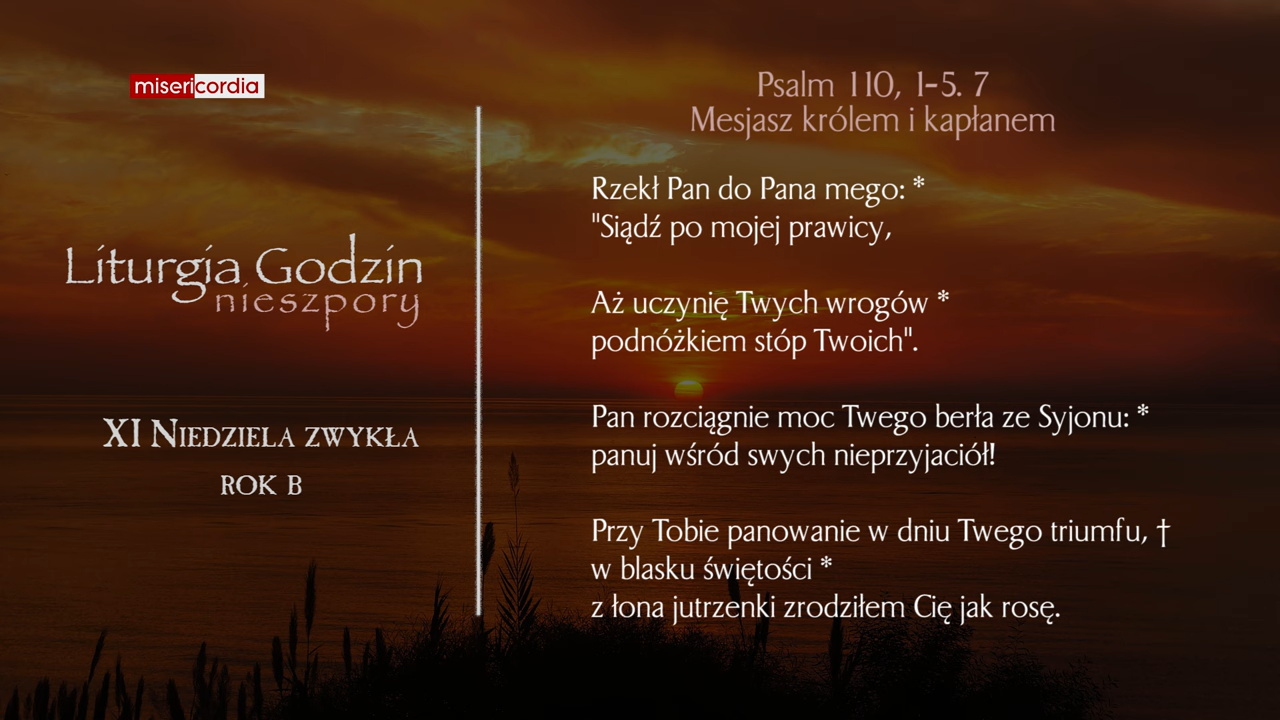 misericordia
Liturgia Godzin
nieszpory
XI Niedziela zwykła
rok B
Psalm 110, 1-5. 7
Mesjasz królem i kapłanem
Rzekł Pan do Pana mego: *
"Siądź po mojej prawicy,
Aż uczynię Twych wrogów *
podnóżkiem stóp Twoich".
Pan rozciągnie moc Twego berła ze Syjonu: *
panuj wśród swych nieprzyjaciół!
Przy Tobie panowanie w dniu Twego triumfu, †
w blasku świętości *
z łona jutrzenki zrodziłem Cię jak rosę.